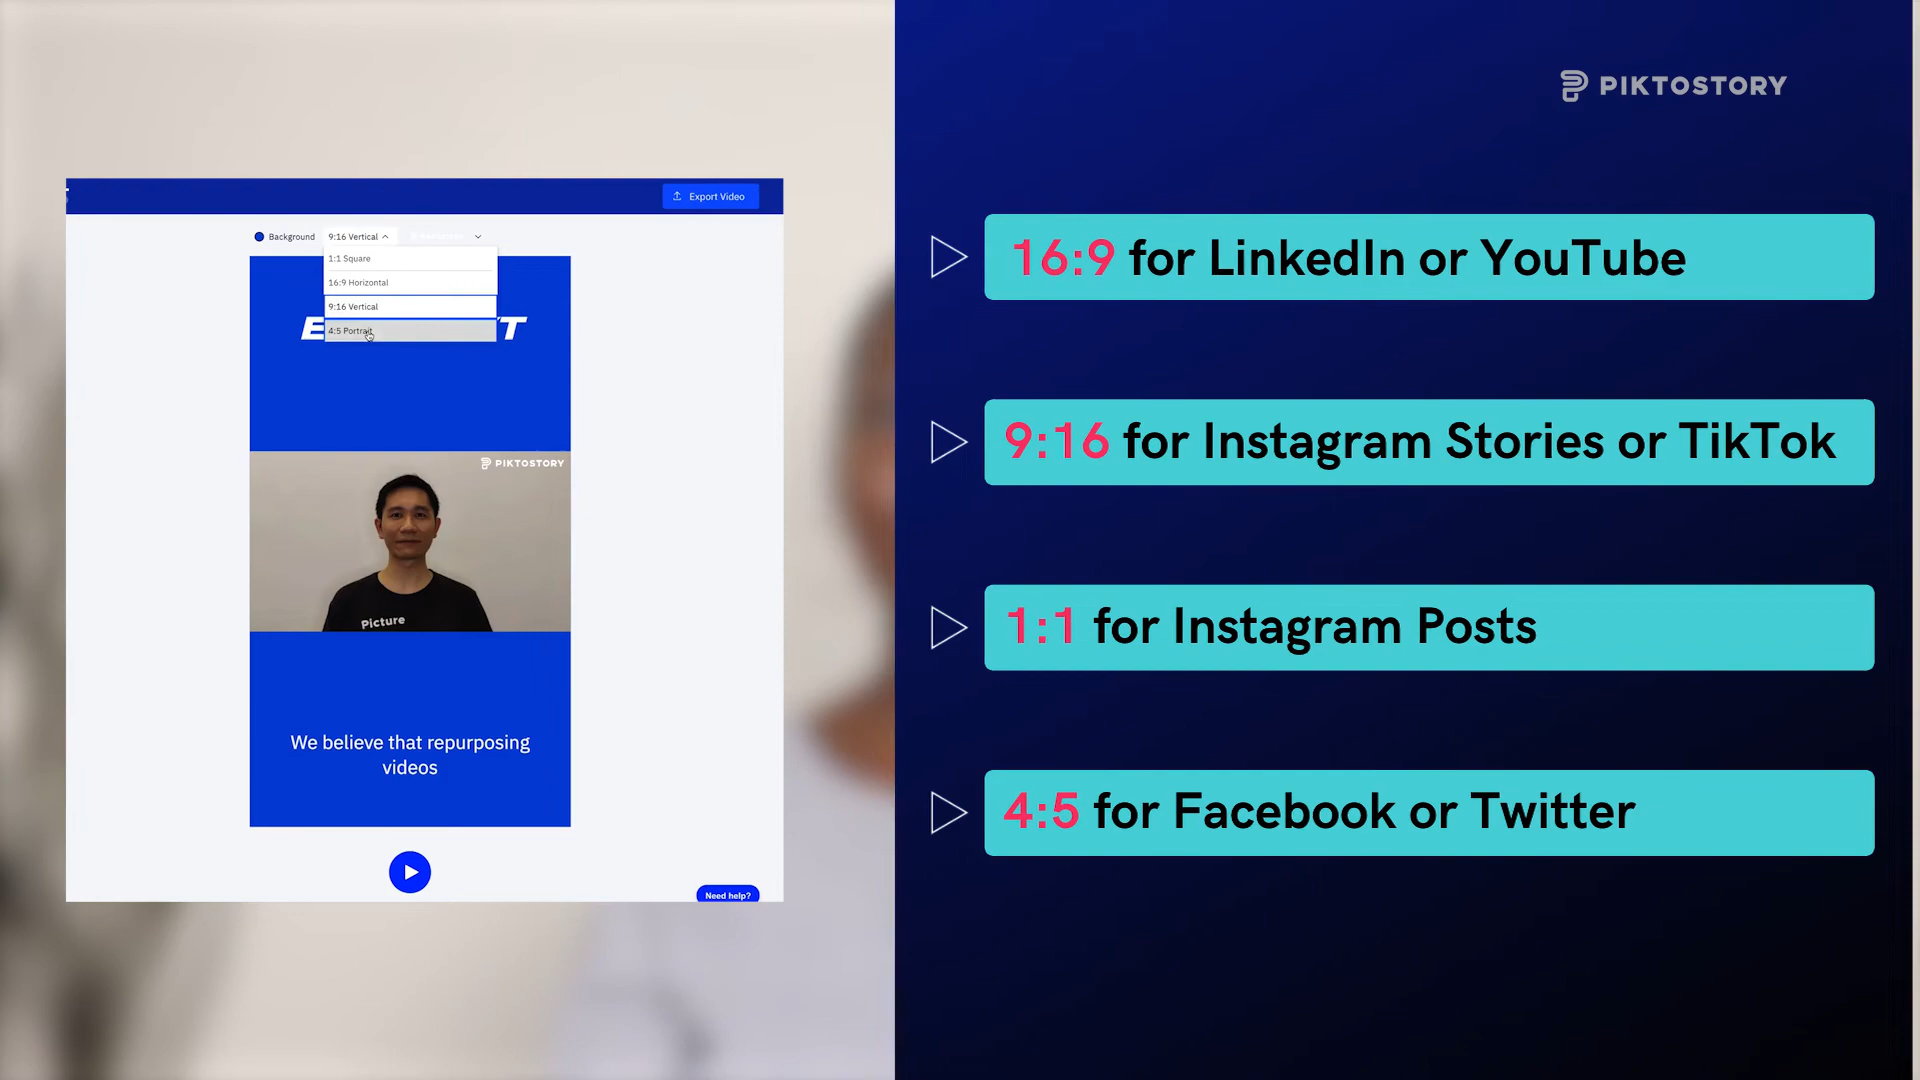 Export Video
Background
9:16 Vertical
1:1 Square
16:9 Horizontal
9:16 Vertical
4:5 Portrait
PIKTOSTORY
Picture
We believe that repurposing
videos
Need help?
PIKTOSTORY
16:9 for LinkedIn or YouTube
9:16 for Instagram Stories or TikTok
1:1 for Instagram Posts
4:5 for Facebook or Twitter